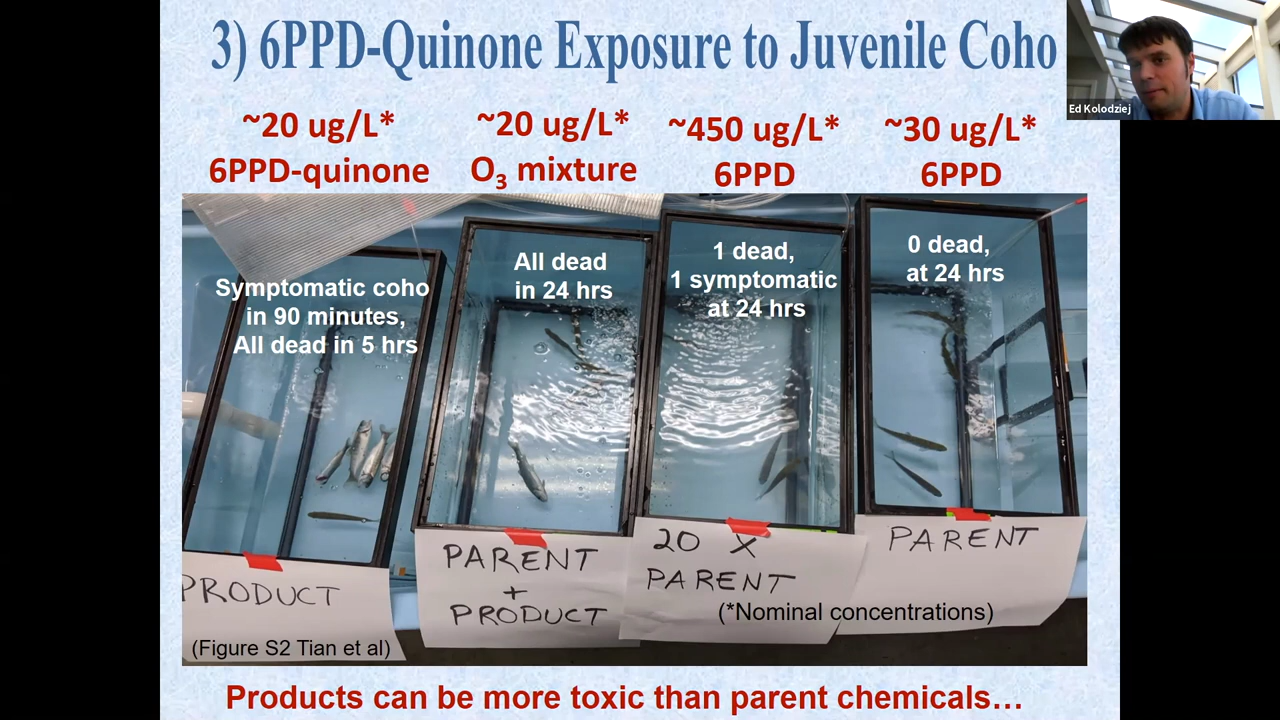 3) 6PPD-Quinone Exposure to Juvenile Coho
Ed Kolodziej
~20 ug/L*
6PPD-quinone
~20 ug/L*
O3 mixture
~450 ug/L*
6PPD
~30 ug/L*
6PPD
Symptomatic coho
in 90 minutes,
All dead in 5 hrs
All dead
in 24 hrs
1 dead,
1 symptomatic
at 24 hrs
0 dead,
at 24 hrs
PRODUCT
PARENT
+
PRODUCT
20 X
PARENT
PARENT
(*Nominal concentrations)
(Figure S2 Tian et al)
Products can be more toxic than parent chemicals…